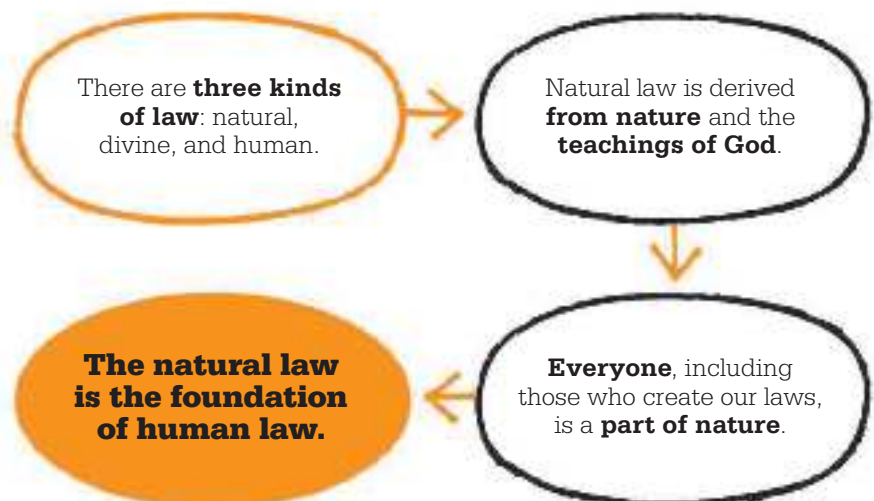 There are three kinds
of law: natural,
divine, and human.
Natural law is derived
from nature and the
teachings of God.
Everyone, including
those who create our laws,
is a part of nature.
The natural law
is the foundation
of human law.